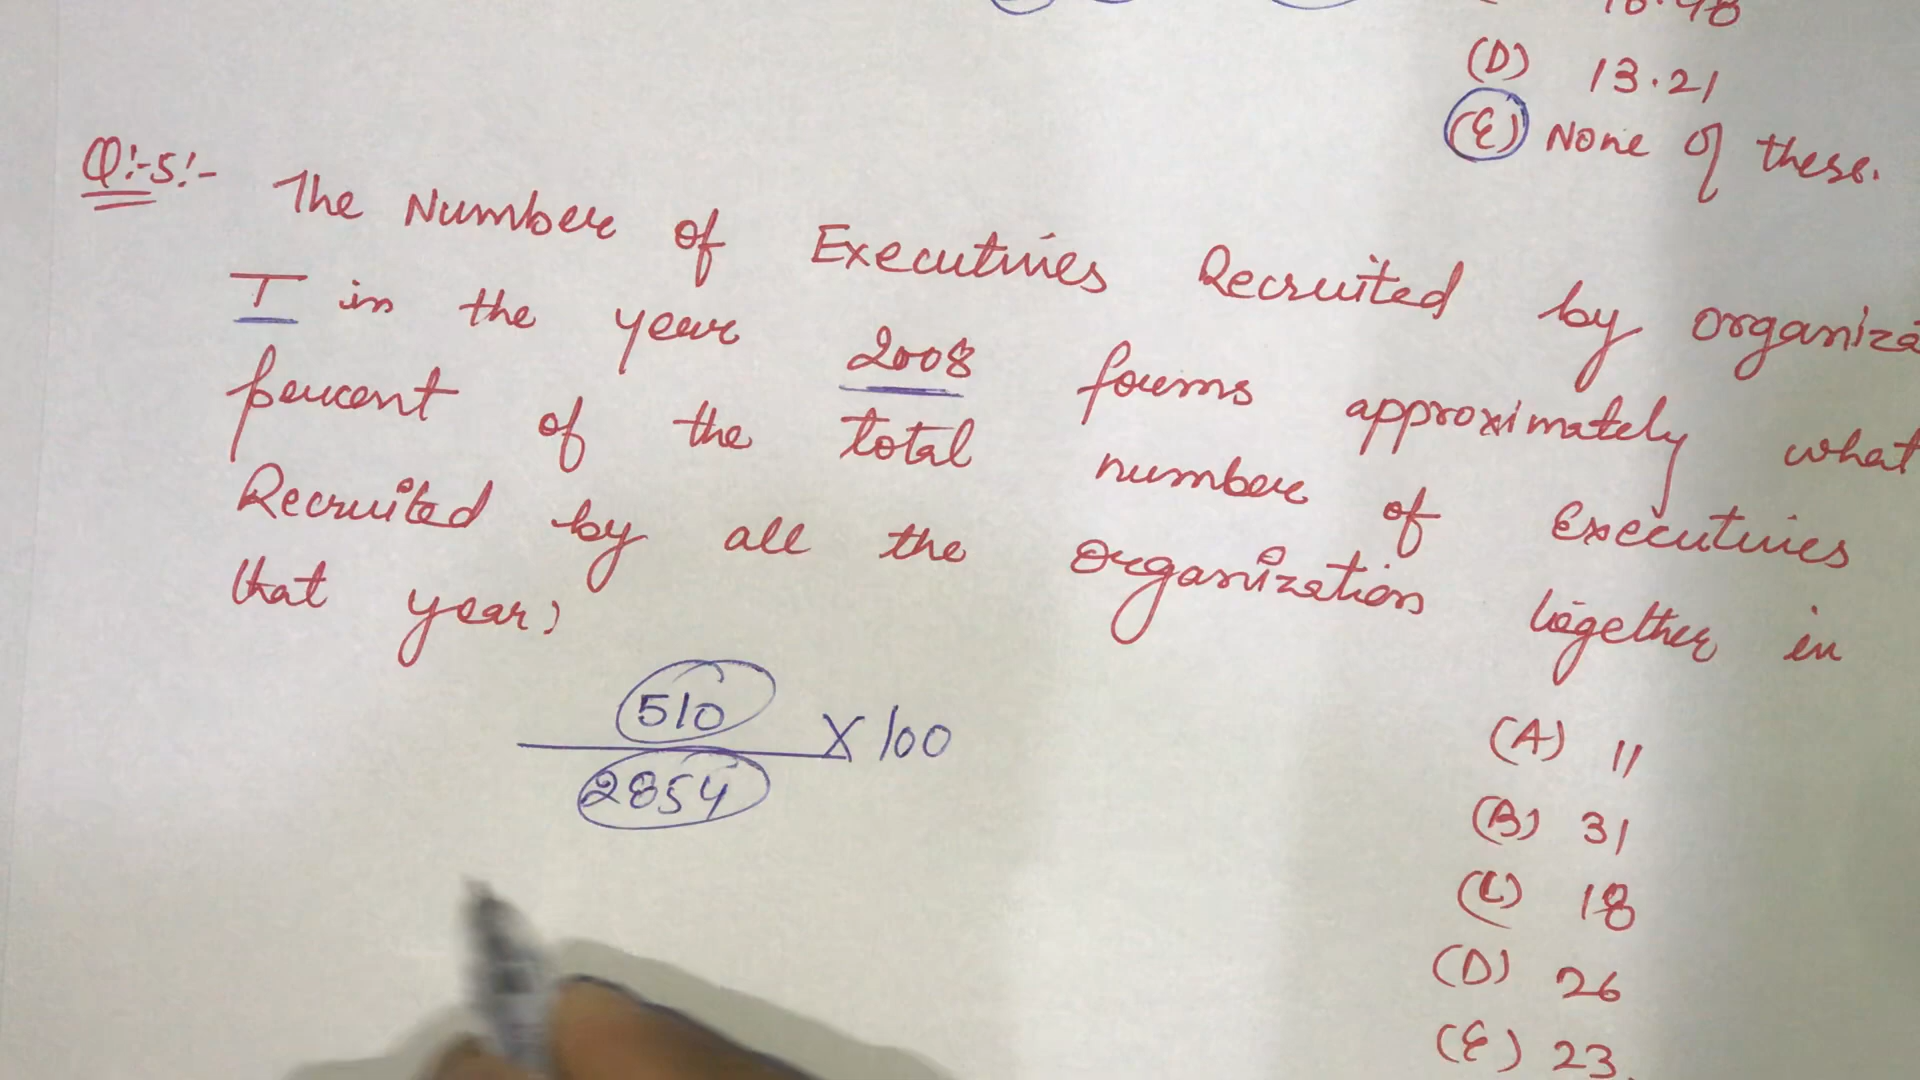 (D) 13.21
(E) None of these.
Q:-5:- The Number of Executives Recruited by organiza
I in the year 2008 forms approximately what
percent of the total number of Executives
Recruited by all the organization together in
that year?
510
2854
X 100
(A) 11
(B) 31
(C) 18
(D) 26
(E) 23.